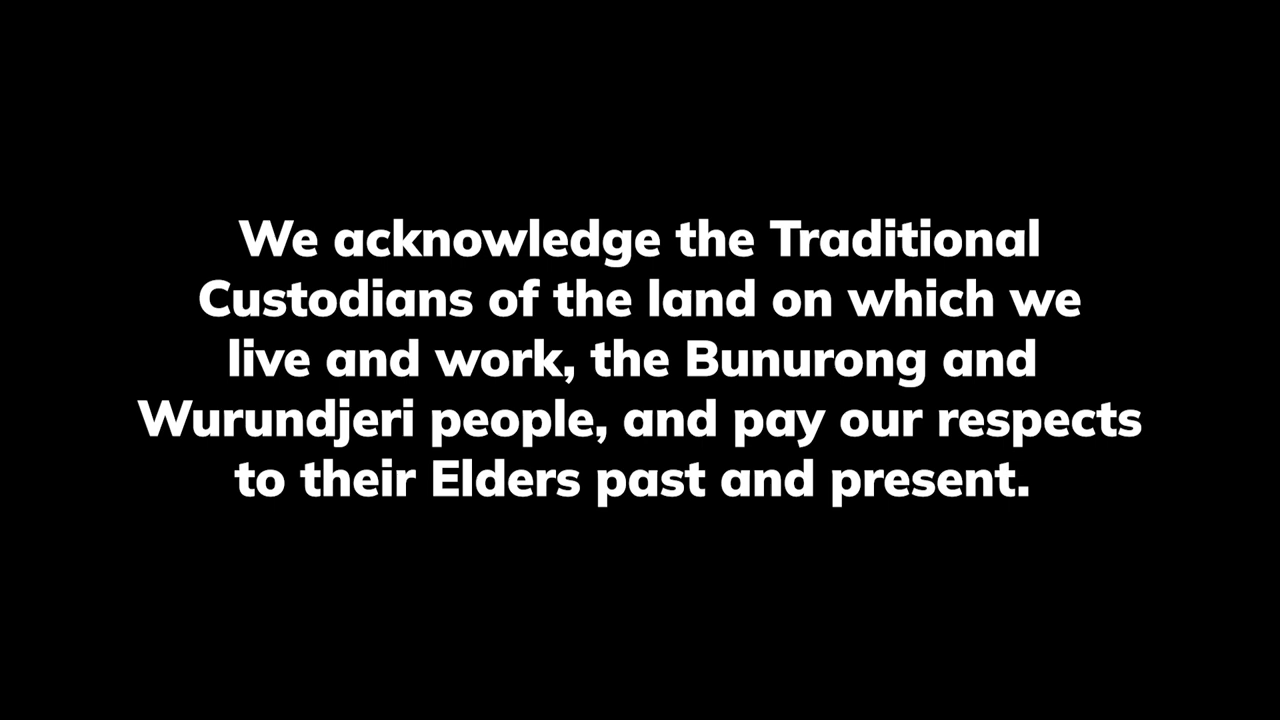 We acknowledge the Traditional
Custodians of the land on which we
live and work, the Bunurong and
Wurundjeri people, and pay our respects
to their Elders past and present.